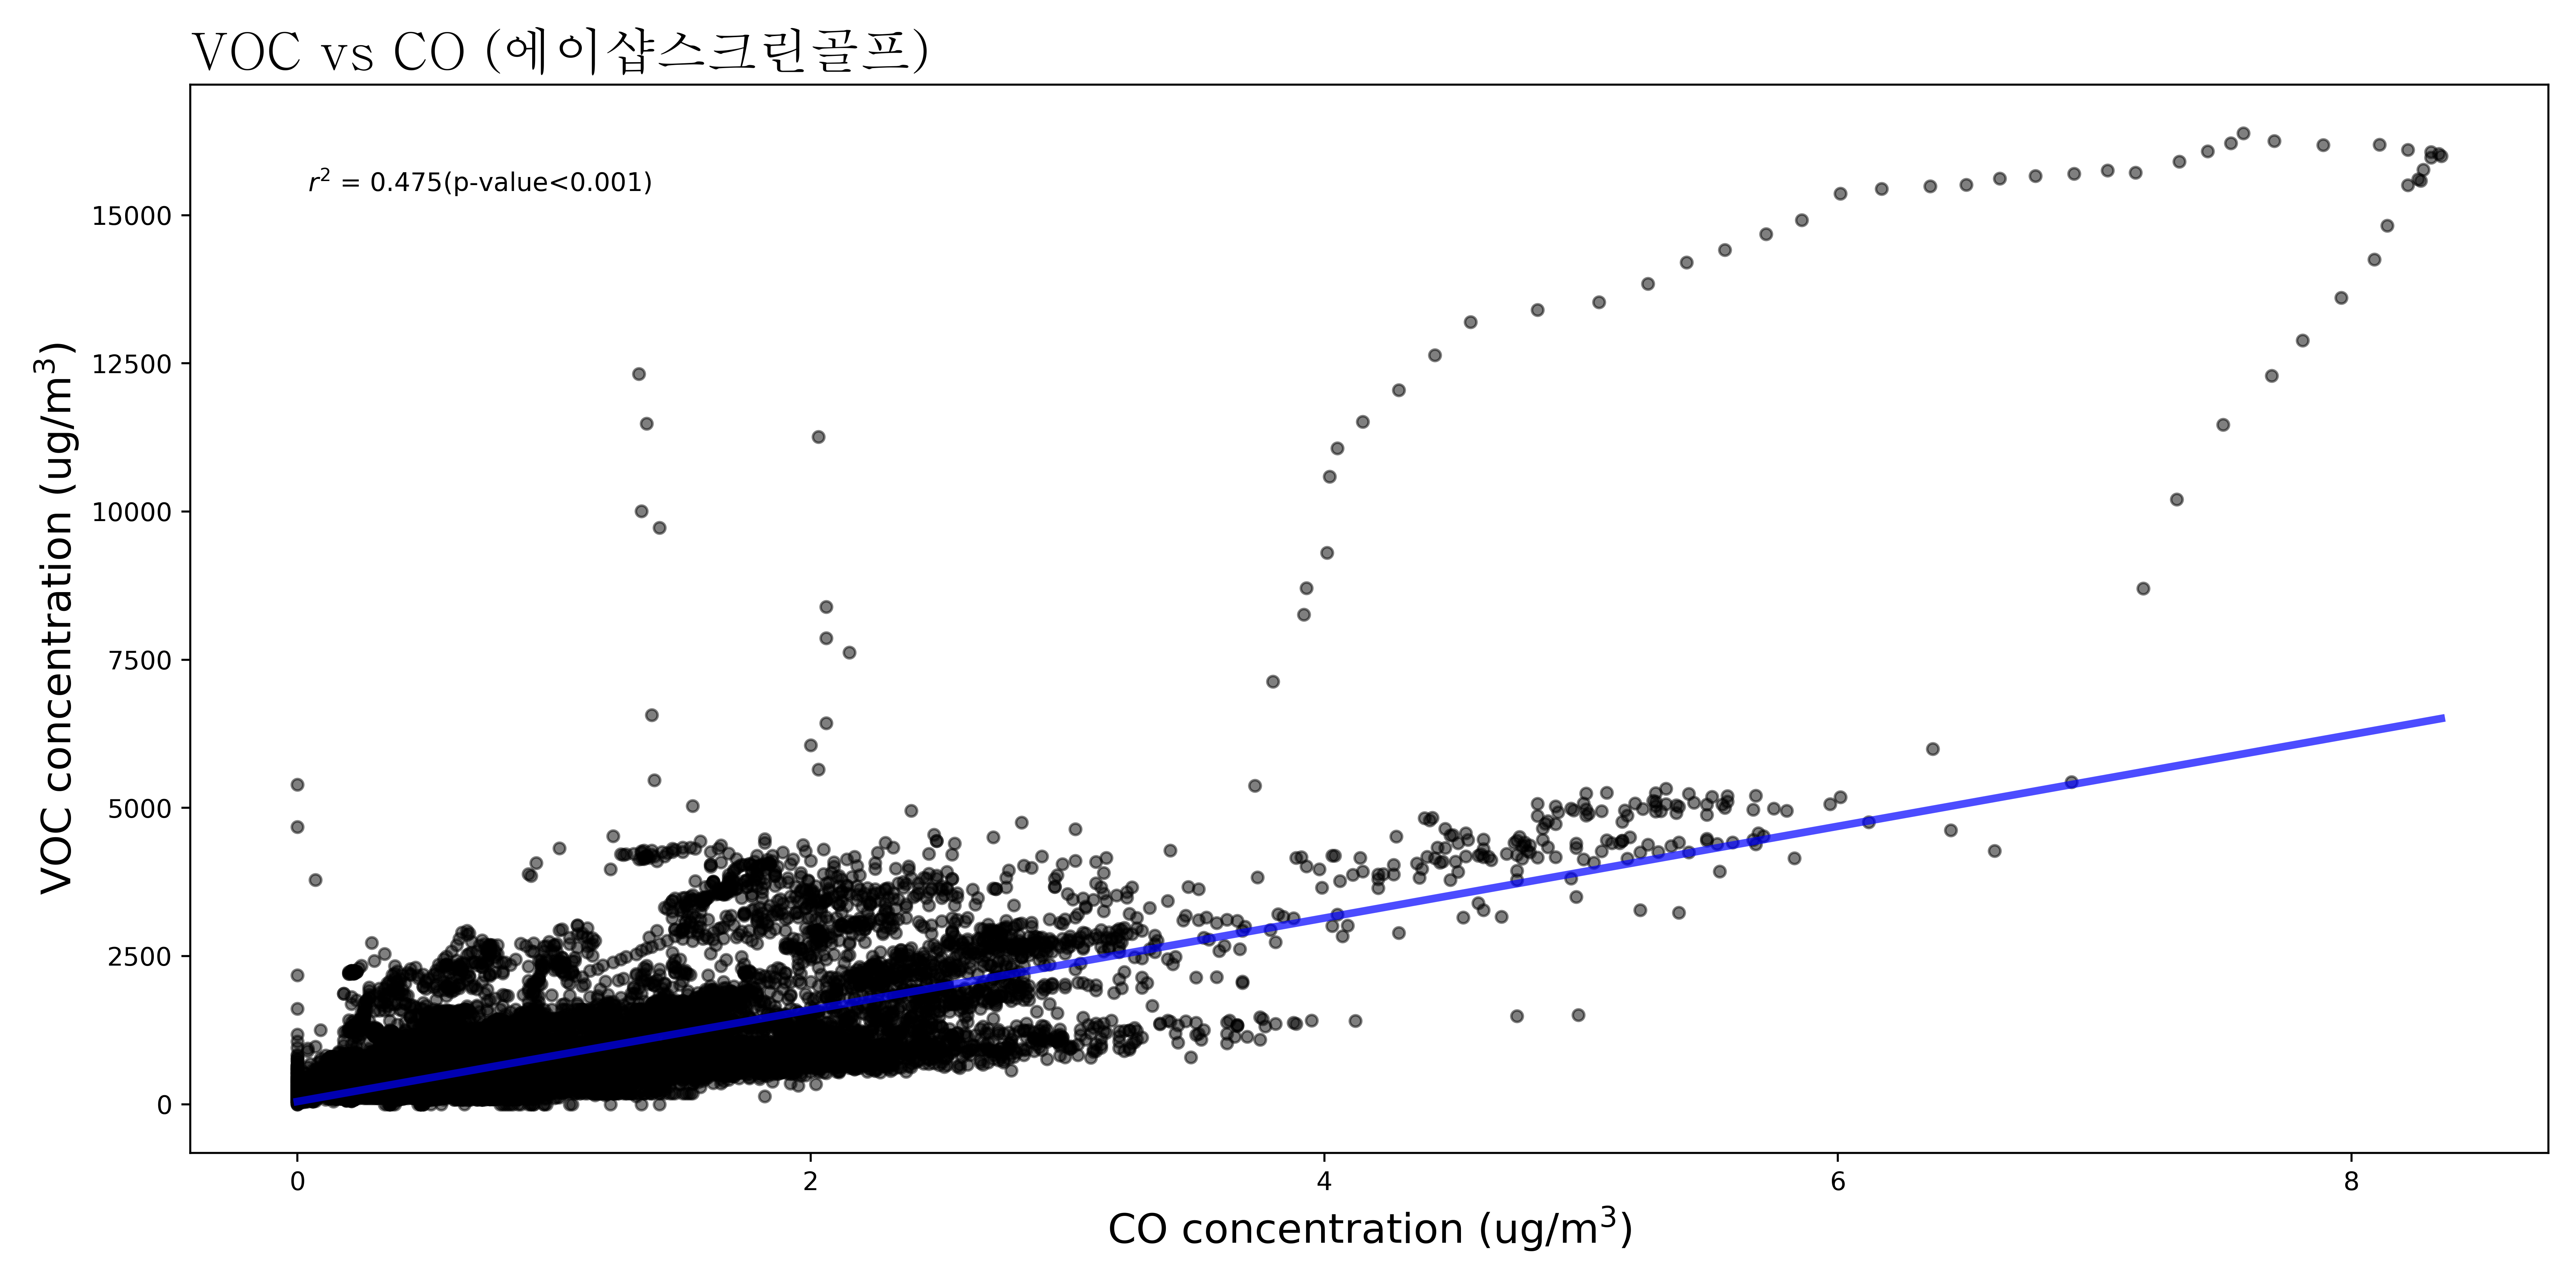 VOC vs CO (에이샵스크린골프)
r² = 0.475(p-value<0.001)
VOC concentration (ug/m³)
15000
12500
10000
7500
5000
2500
0
0 2 4 6 8
CO concentration (ug/m³)